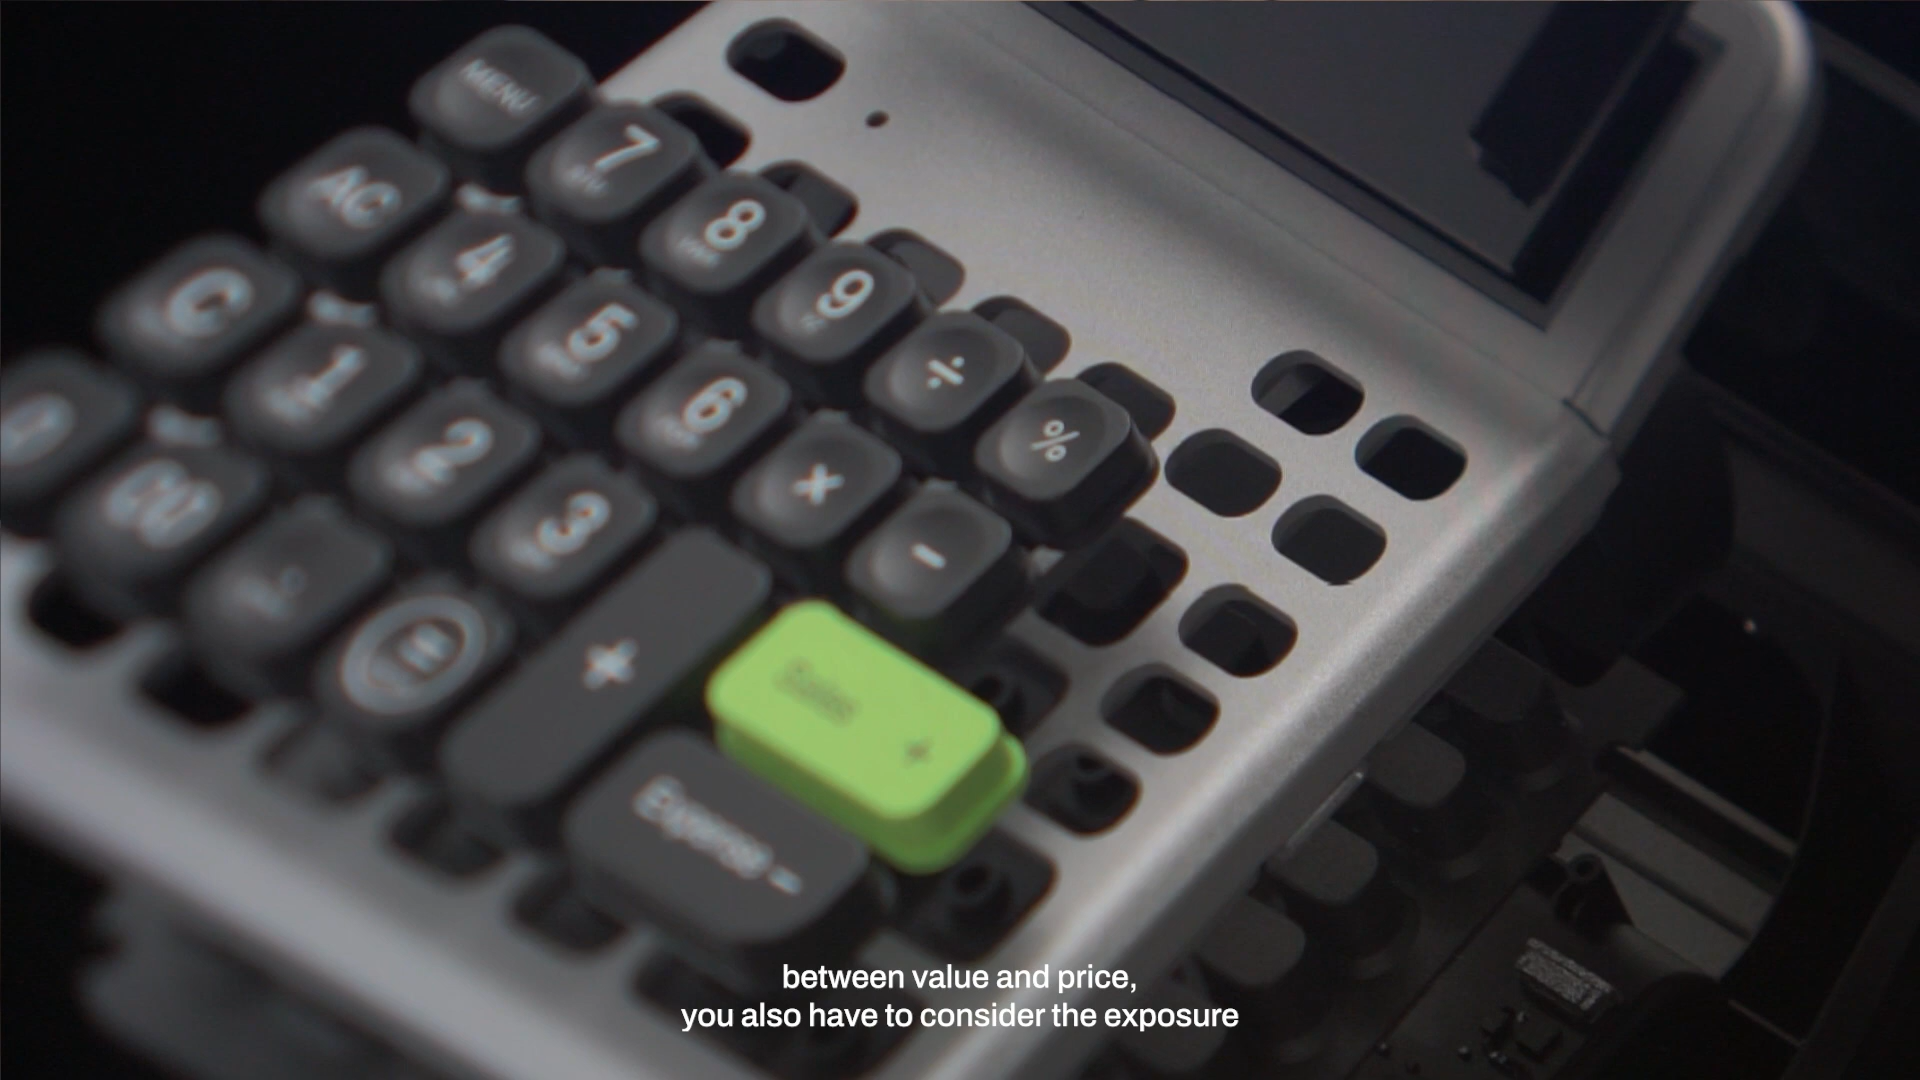 MENU
7
AC
8
4
9
C
5
÷
1
6
%
2
×
3
-
+
+
Expense -
between value and price,
you also have to consider the exposure